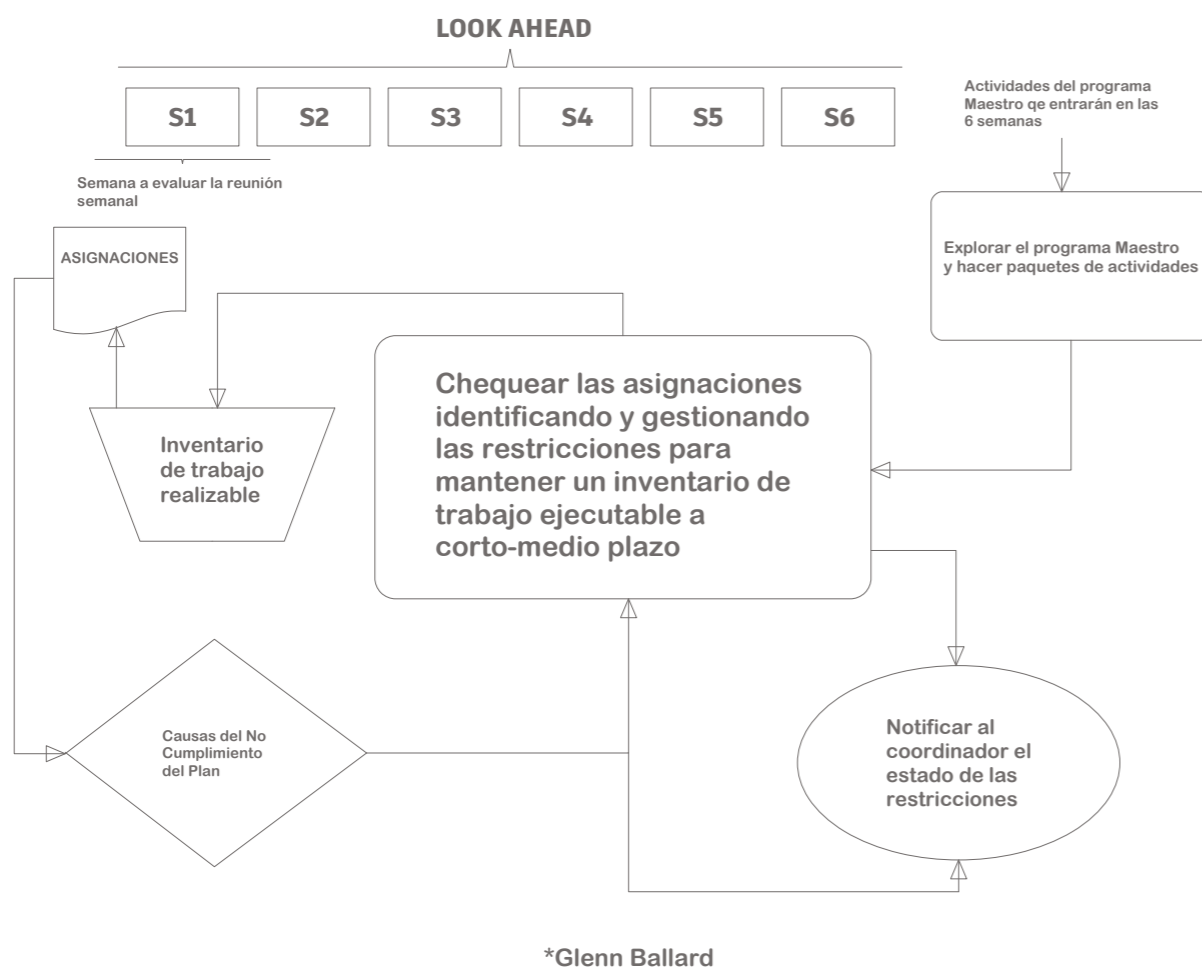 LOOK AHEAD
S1
S2
S3
S4
S5
S6
Actividades del programa
Maestro qe entrarán en las
6 semanas
Semana a evaluar la reunión
semanal
ASIGNACIONES
Explorar el programa Maestro
y hacer paquetes de actividades
Chequear las asignaciones
identificando y gestionando
las restricciones para
mantener un inventario de
trabajo ejecutable a
corto-medio plazo
Inventario
de trabajo
realizable
Causas del No
Cumplimiento
del Plan
Notificar al
coordinador el
estado de las
restricciones
*Glenn Ballard